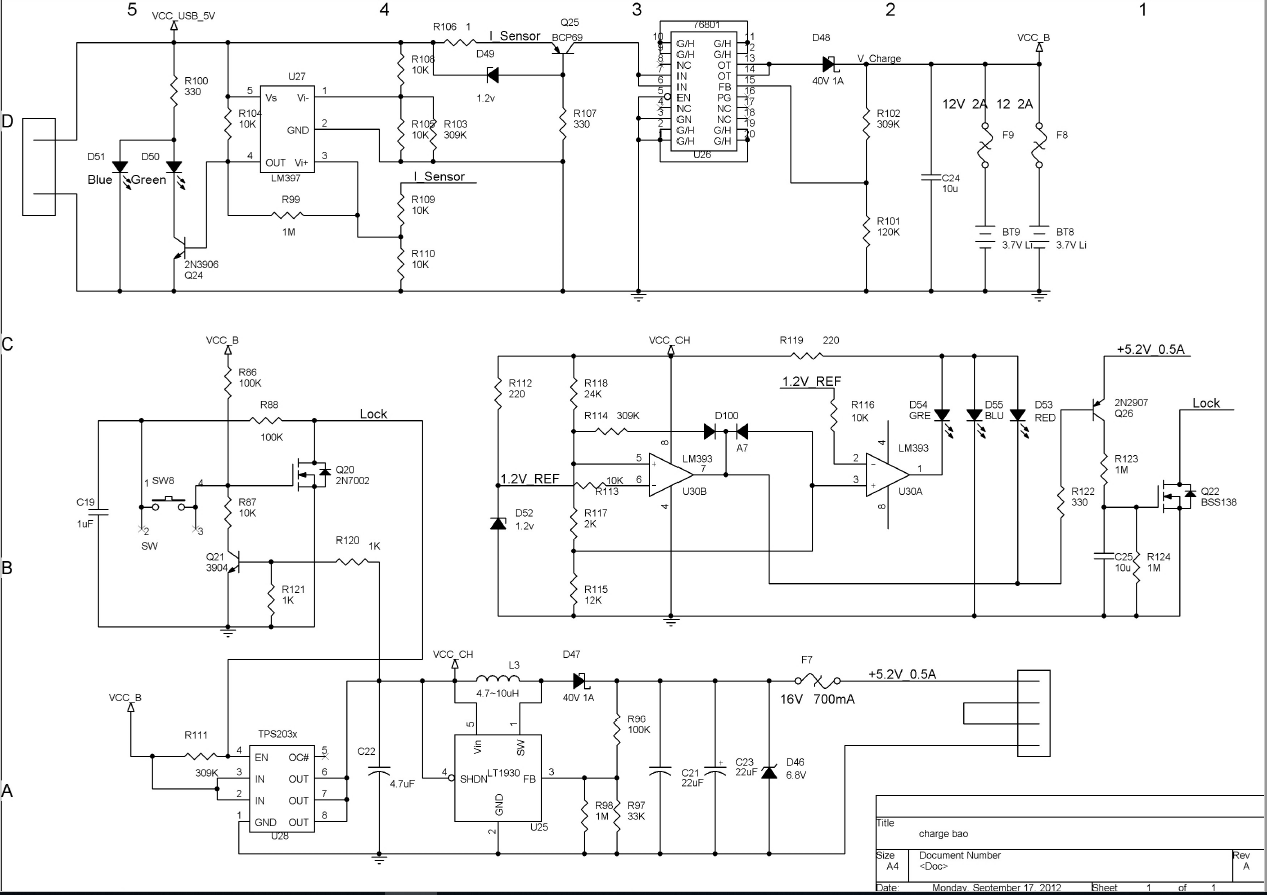 5
4
3
2
1
D
C
B
A
VCC_USB_5V
R100
330
R104
10K
U27
5 Vs Vi- 1
GND 2
4 OUT Vi+ 3
LM397
D51
Blue
D50
Green
R99
1M
2N3906
Q24
R106 1
I_Sensor
Q25
BCP69
D49
1.2v
R108
10K
R105
10K
R103
309K
R107
330
I_Sensor
R109
10K
R110
10K
76801
10 G/H G/H 11
9 G/H G/H 12
8 NC OT 13
7 IN OT 14
6 IN FB 15
5 EN PG 16
4 NC NC 17
3 GN NC 18
2 G/H G/H 19
1 G/H G/H 20
U26
D48
40V 1A
V_Charge
VCC_B
R102
309K
R101
120K
C24
10u
12V 2A 12 2A
F9
F8
BT9
3.7V Li
BT8
3.7V Li
VCC_B
R86
100K
R88
100K
Lock
Q20
2N7002
C19
1uF
1 SW8 4
2 3
SW
R87
10K
Q21
3904
R120 1K
R121
1K
VCC_CH
R112
220
R118
24K
R114 309K
D100
A7
R119 220
1.2V_REF
R116
10K
D54
GRE
D55
BLU
D53
RED
+5.2V_0.5A
2N2907
Q26
Lock
1.2V_REF
10K
R113
8
LM393
5
6
7
4
U30B
4
LM393
2
3
1
8
U30A
D52
1.2v
R117
2K
R115
12K
R122
330
R123
1M
Q22
BSS138
C25
10u
R124
1M
VCC_B
R111
309K
TPS203x
4 EN OC# 5
3 IN OUT 6
2 IN OUT 7
1 GND OUT 8
U28
C22
4.7uF
VCC_CH
L3
4.7~10uH
D47
40V 1A
5
1
Vin
SW
4 SHDN LT1930 FB 3
GND
2
U25
R96
100K
R98
1M
R97
33K
C21
22uF
C23
22uF
D46
6.8V
F7
16V 700mA
+5.2V_0.5A
Title
charge bao
Size
A4
Document Number
<Doc>
Rev
A
Date: Monday, September 17, 2012 Sheet 1 of 1